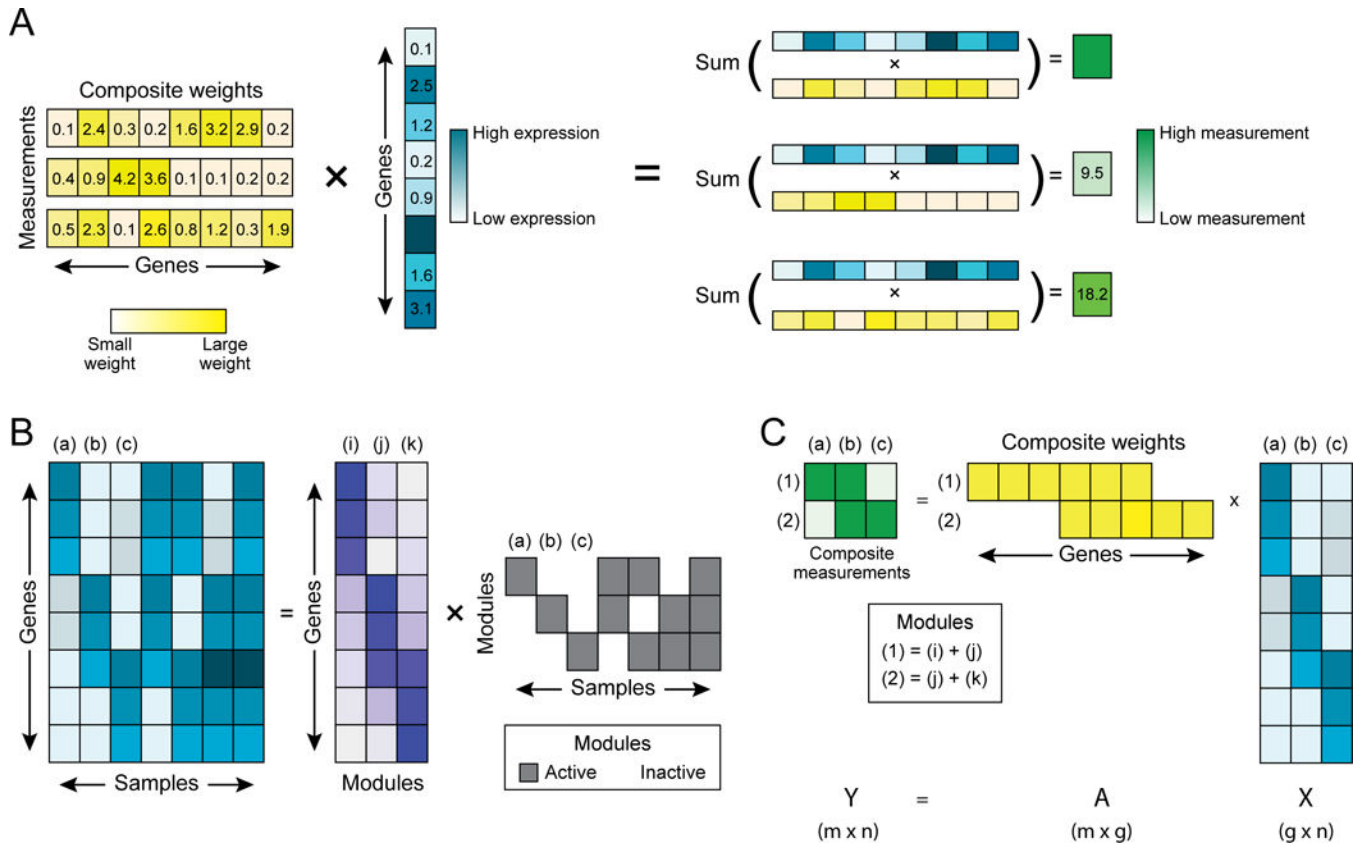 A
Composite weights
Measurements
0.1 2.4 0.3 0.2 1.6 3.2 2.9 0.2
0.4 0.9 4.2 3.6 0.1 0.1 0.2 0.2
0.5 2.3 0.1 2.6 0.8 1.2 0.3 1.9
Genes
Small weight
Large weight
×
Genes
0.1
2.5
1.2
0.2
0.9
1.6
3.1
High expression
Low expression
=
Sum ( × ) =
Sum ( × ) = 9.5
Sum ( × ) = 18.2
High measurement
Low measurement
B
(a) (b) (c)
Genes
Samples
=
(i) (j) (k)
Genes
Modules
×
(a) (b) (c)
Modules
Samples
Modules
Active Inactive
C
(a) (b) (c)
(1)
(2)
Composite measurements
=
Composite weights
(1)
(2)
Genes
x
(a) (b) (c)
Modules
(1) = (i) + (j)
(2) = (j) + (k)
Y = A X
(m x n) (m x g) (g x n)